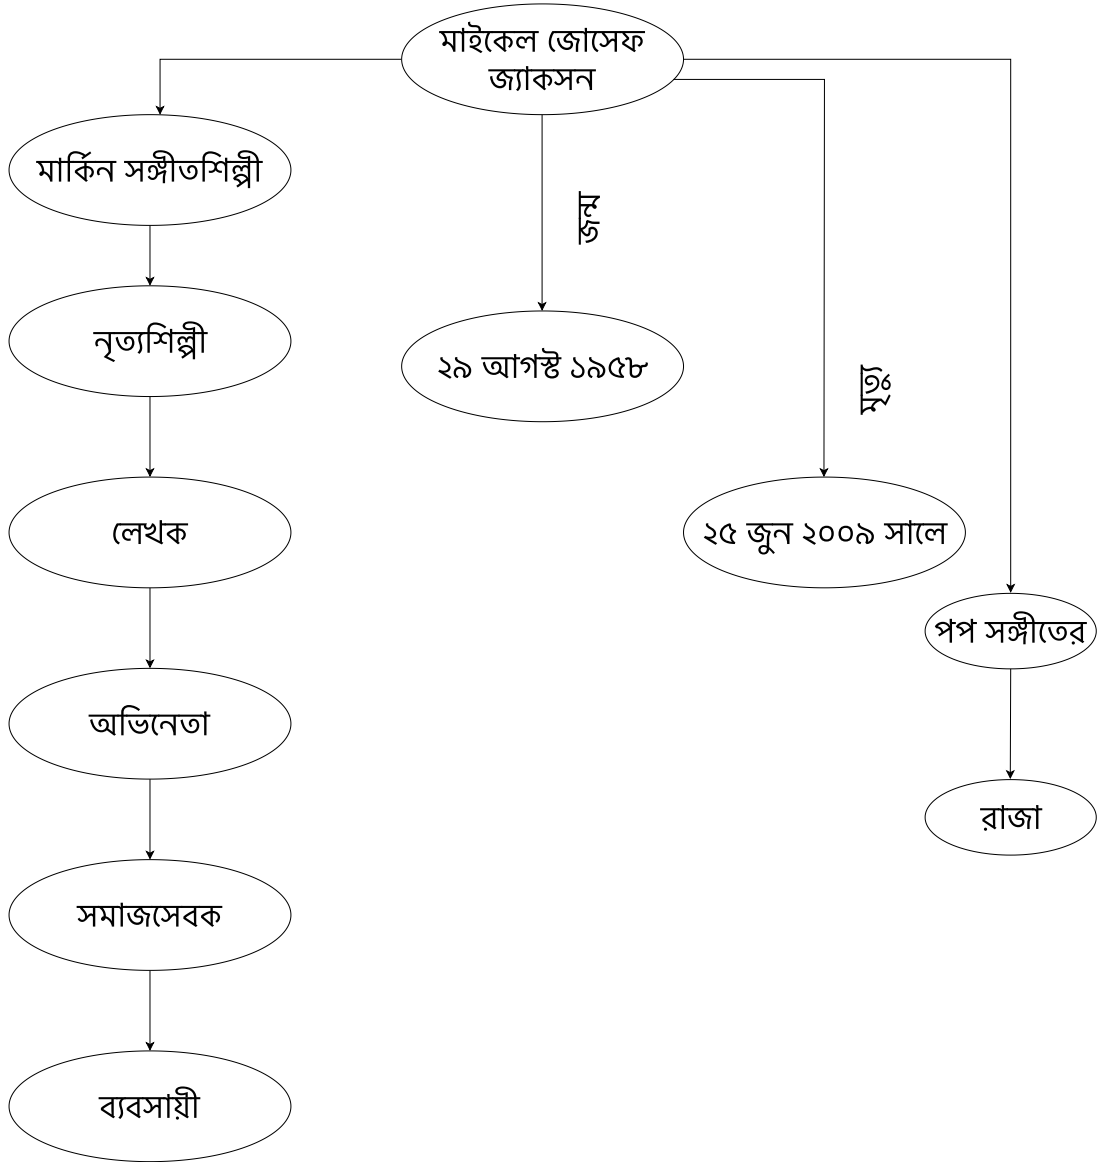 মাইকেল জোসেফ
জ্যাকসন
মার্কিন সঙ্গীতশিল্পী
জন্ম
নৃত্যশিল্পী
২৯ আগস্ট ১৯৫৮
মৃত্যু
লেখক
২৫ জুন ২০০৯ সালে
পপ সঙ্গীতের
অভিনেতা
রাজা
সমাজসেবক
ব্যবসায়ী